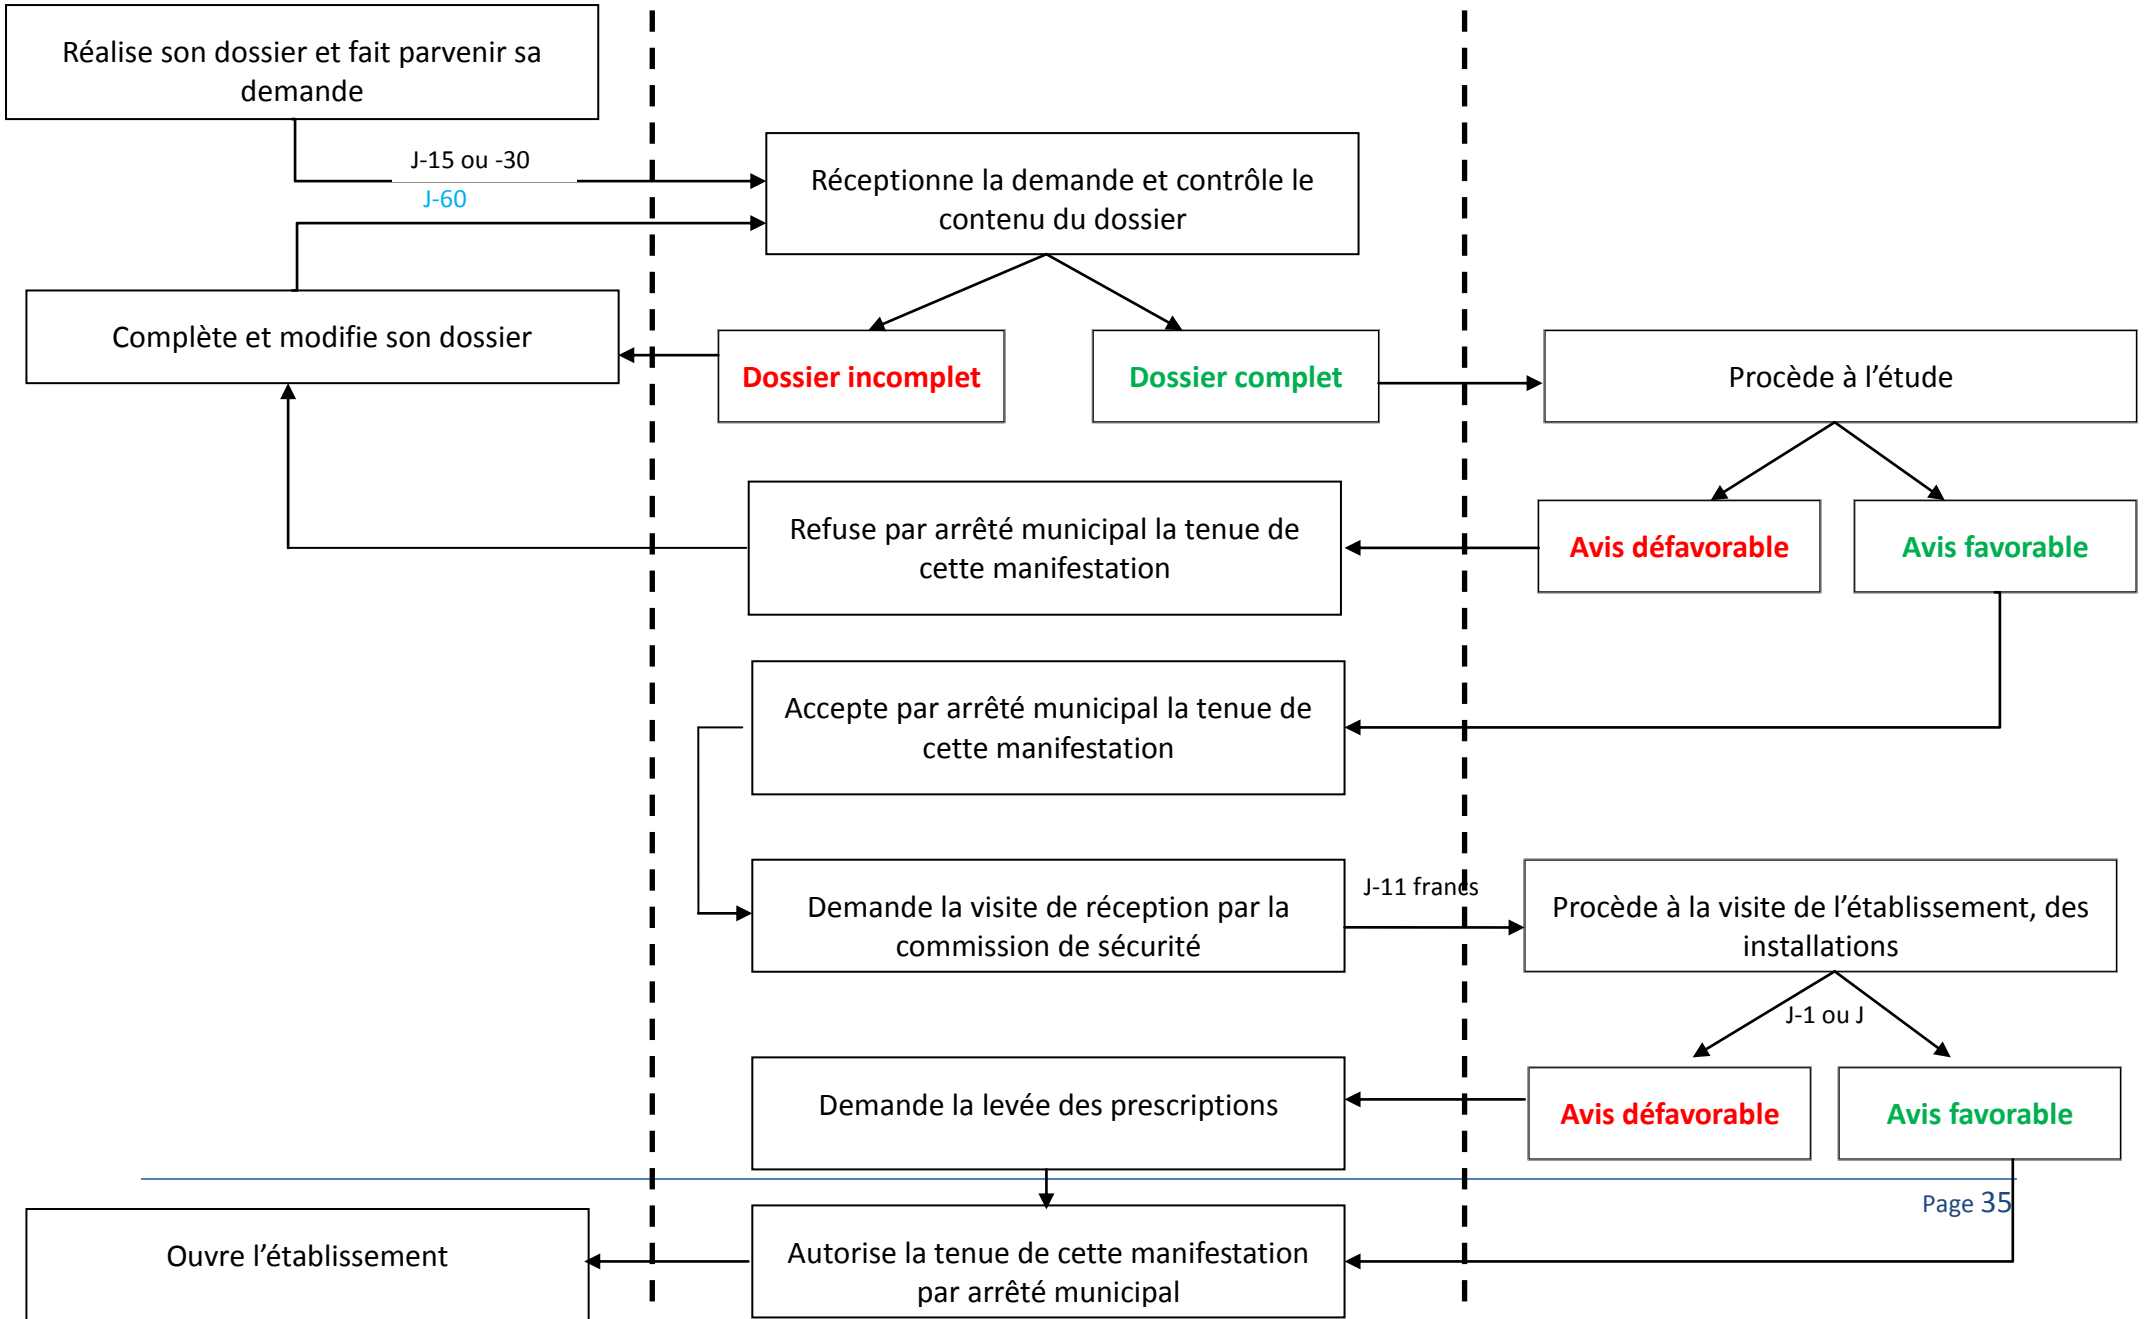 Réalise son dossier et fait parvenir sa
demande
J-15 ou -30
J-60
Réceptionne la demande et contrôle le
contenu du dossier
Complète et modifie son dossier
Dossier incomplet
Dossier complet
Procède à l’étude
Refuse par arrêté municipal la tenue de
cette manifestation
Avis défavorable
Avis favorable
Accepte par arrêté municipal la tenue de
cette manifestation
Demande la visite de réception par la
commission de sécurité
J-11 francs
Procède à la visite de l’établissement, des
installations
J-1 ou J
Demande la levée des prescriptions
Avis défavorable
Avis favorable
Page 35
Ouvre l’établissement
Autorise la tenue de cette manifestation
par arrêté municipal